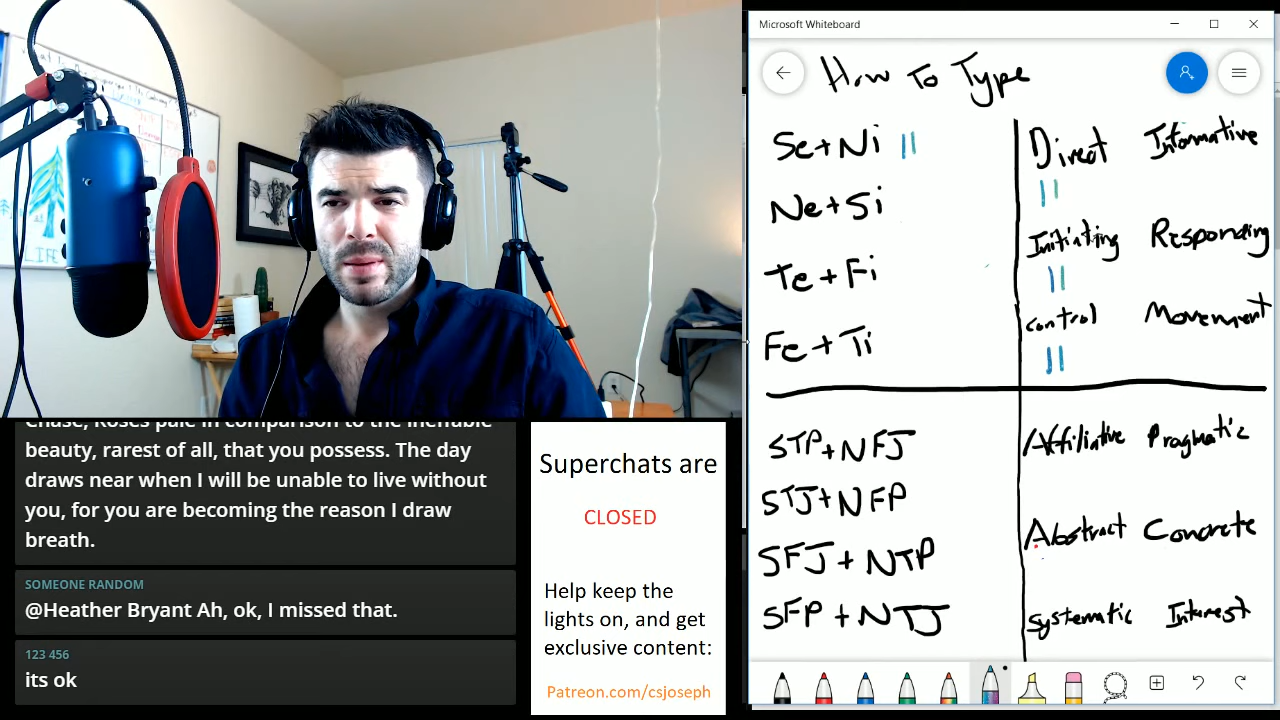 LIFE
Chase, Roses pale in comparison to the ineffable
beauty, rarest of all, that you possess. The day
draws near when I will be unable to live without
you, for you are becoming the reason I draw
breath.
SOMEONE RANDOM
@Heather Bryant Ah, ok, I missed that.
123 456
its ok
Superchats are
CLOSED
Help keep the
lights on, and get
exclusive content:
Patreon.com/csjoseph
Microsoft Whiteboard
How To Type
Se+Ni
Ne+Si
Te+Fi
Fe+Ti
Direct Informative
Initiating Responding
control Movement
STP+NFJ
STJ+NFP
SFJ+NTP
SFP+NTJ
Affiliative Pragmatic
Abstract Concrete
Systematic Interest